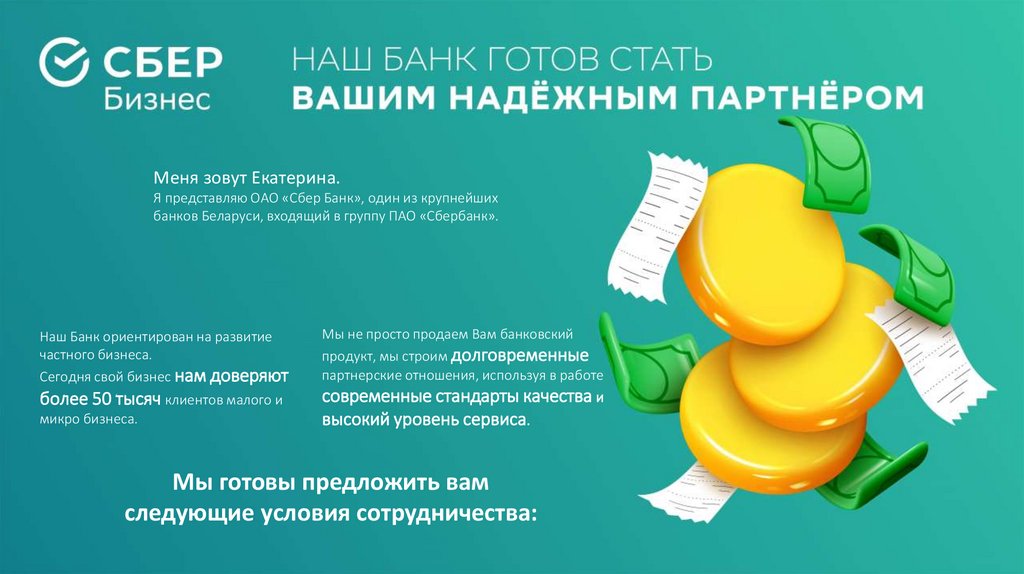 СБЕР
Бизнес
НАШ БАНК ГОТОВ СТАТЬ
ВАШИМ НАДЁЖНЫМ ПАРТНЁРОМ
Меня зовут Екатерина.
Я представляю ОАО «Сбер Банк», один из крупнейших
банков Беларуси, входящий в группу ПАО «Сбербанк».
Наш Банк ориентирован на развитие
частного бизнеса.
Сегодня свой бизнес нам доверяют
более 50 тысяч клиентов малого и
микро бизнеса.
Мы не просто продаем Вам банковский
продукт, мы строим долговременные
партнерские отношения, используя в работе
современные стандарты качества и
высокий уровень сервиса.
Мы готовы предложить вам
следующие условия сотрудничества: